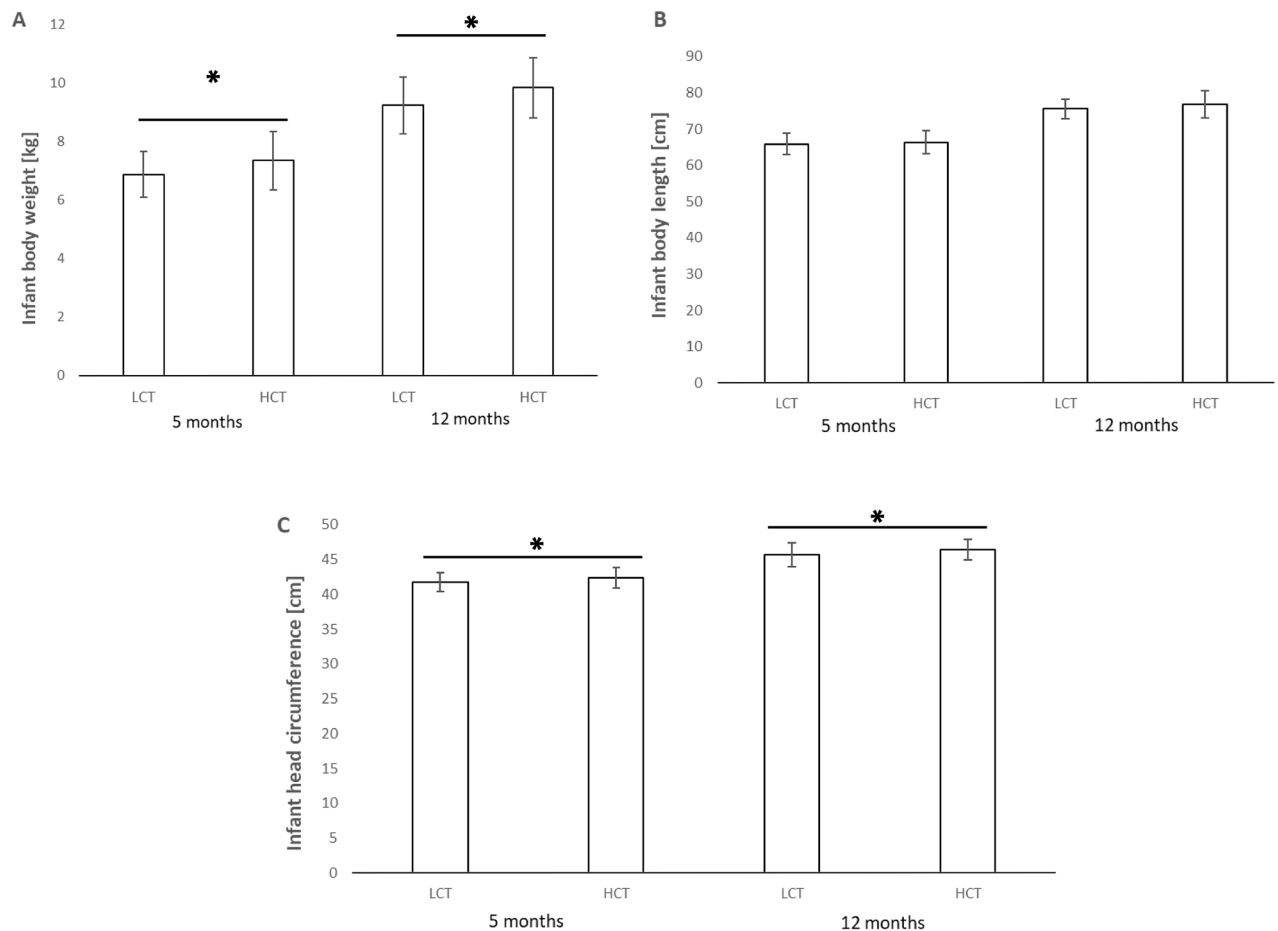 A
Infant body weight [kg]
12
10
8
6
4
2
0
*
*
LCT HCT LCT HCT
5 months 12 months
B
Infant body length [cm]
90
80
70
60
50
40
30
20
10
0
LCT HCT LCT HCT
5 months 12 months
C
Infant head circumference [cm]
50
45
40
35
30
25
20
15
10
5
0
*
*
LCT HCT LCT HCT
5 months 12 months